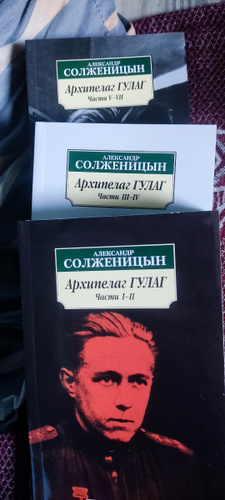 АЛЕКСАНДР
СОЛЖЕНИЦЫН
Архипелаг ГУЛАГ
Части V–VII
АЛЕКСАНДР
СОЛЖЕНИЦЫН
Архипелаг ГУЛАГ
Части III–IV
АЛЕКСАНДР
СОЛЖЕНИЦЫН
Архипелаг ГУЛАГ
Части I–II